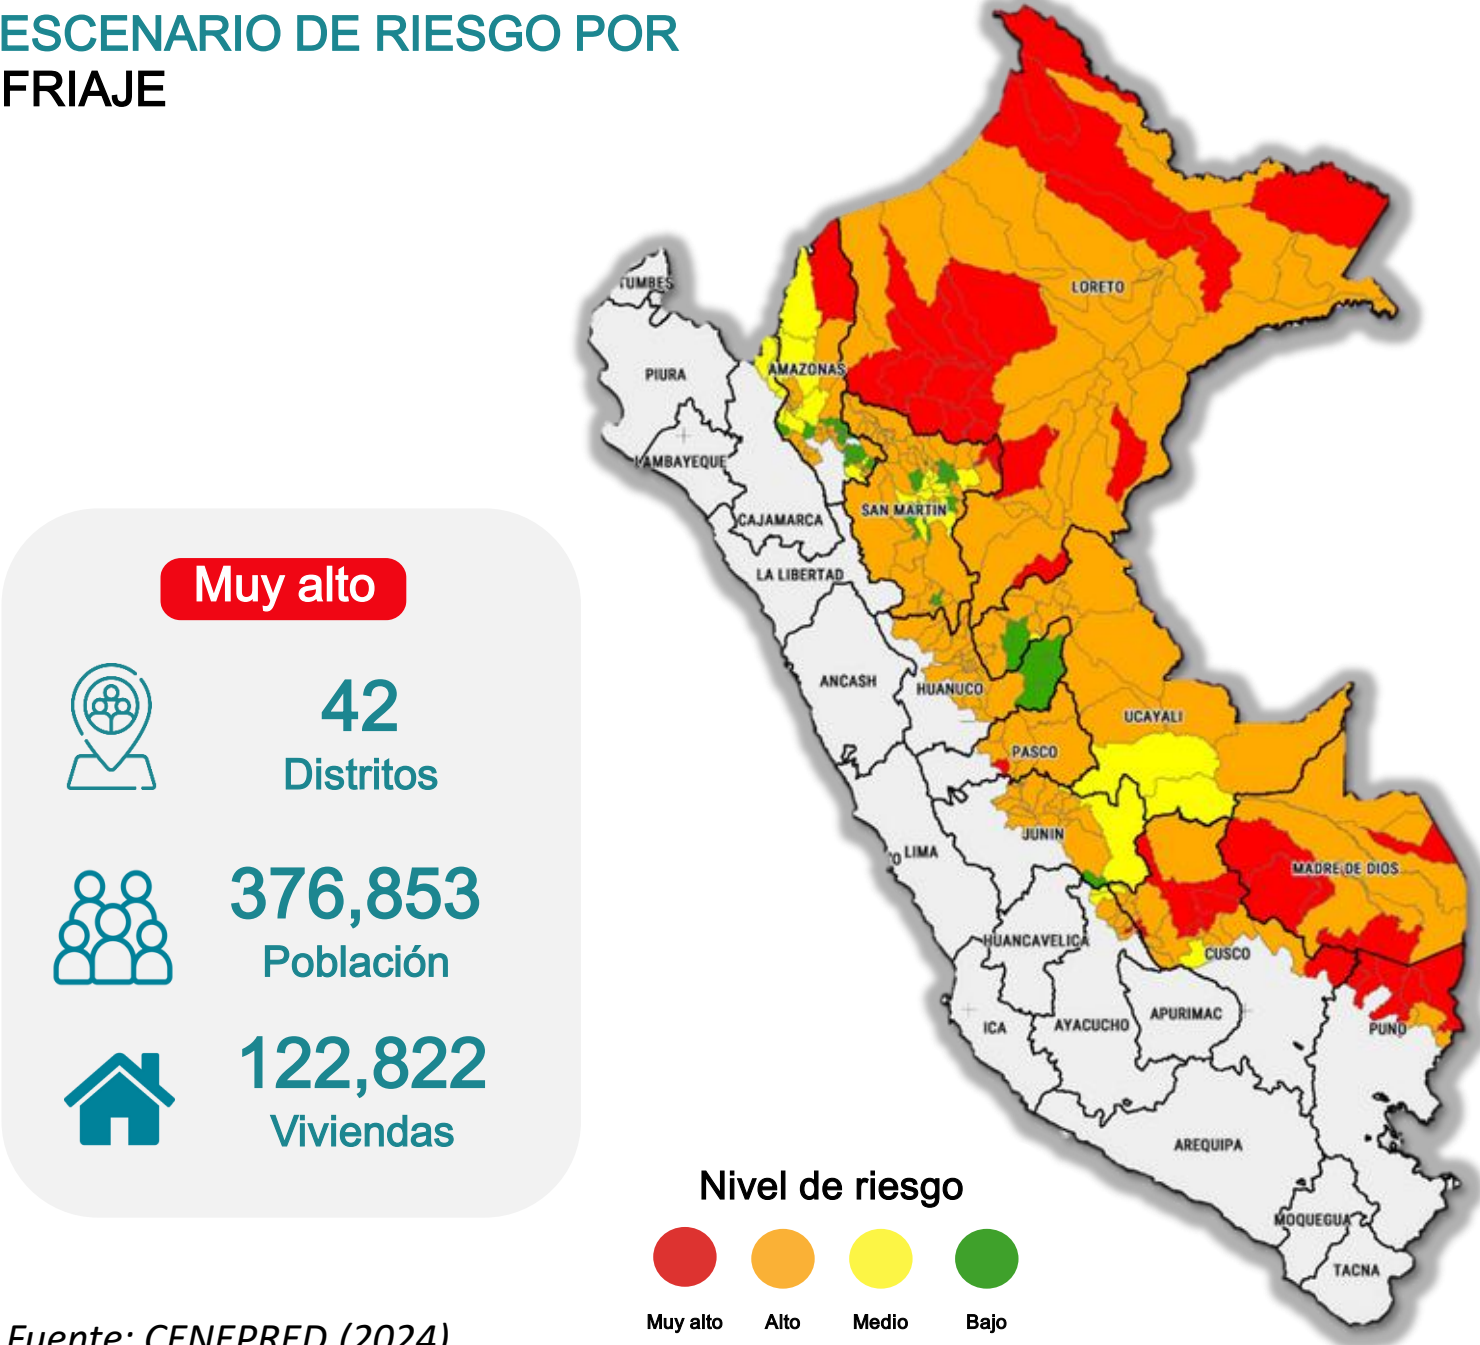 ESCENARIO DE RIESGO POR
FRIAJE
Muy alto
42
Distritos
376,853
Población
122,822
Viviendas
Fuente: CENEPRED (2024)
TUMBES
PIURA
LAMBAYEQUE
CAJAMARCA
AMAZONAS
LORETO
SAN MARTIN
LA LIBERTAD
ANCASH
HUANUCO
UCAYALI
PASCO
JUNIN
LIMA
MADRE DE DIOS
HUANCAVELICA
CUSCO
ICA
AYACUCHO
APURIMAC
PUNO
AREQUIPA
MOQUEGUA
TACNA
Nivel de riesgo
Muy alto
Alto
Medio
Bajo